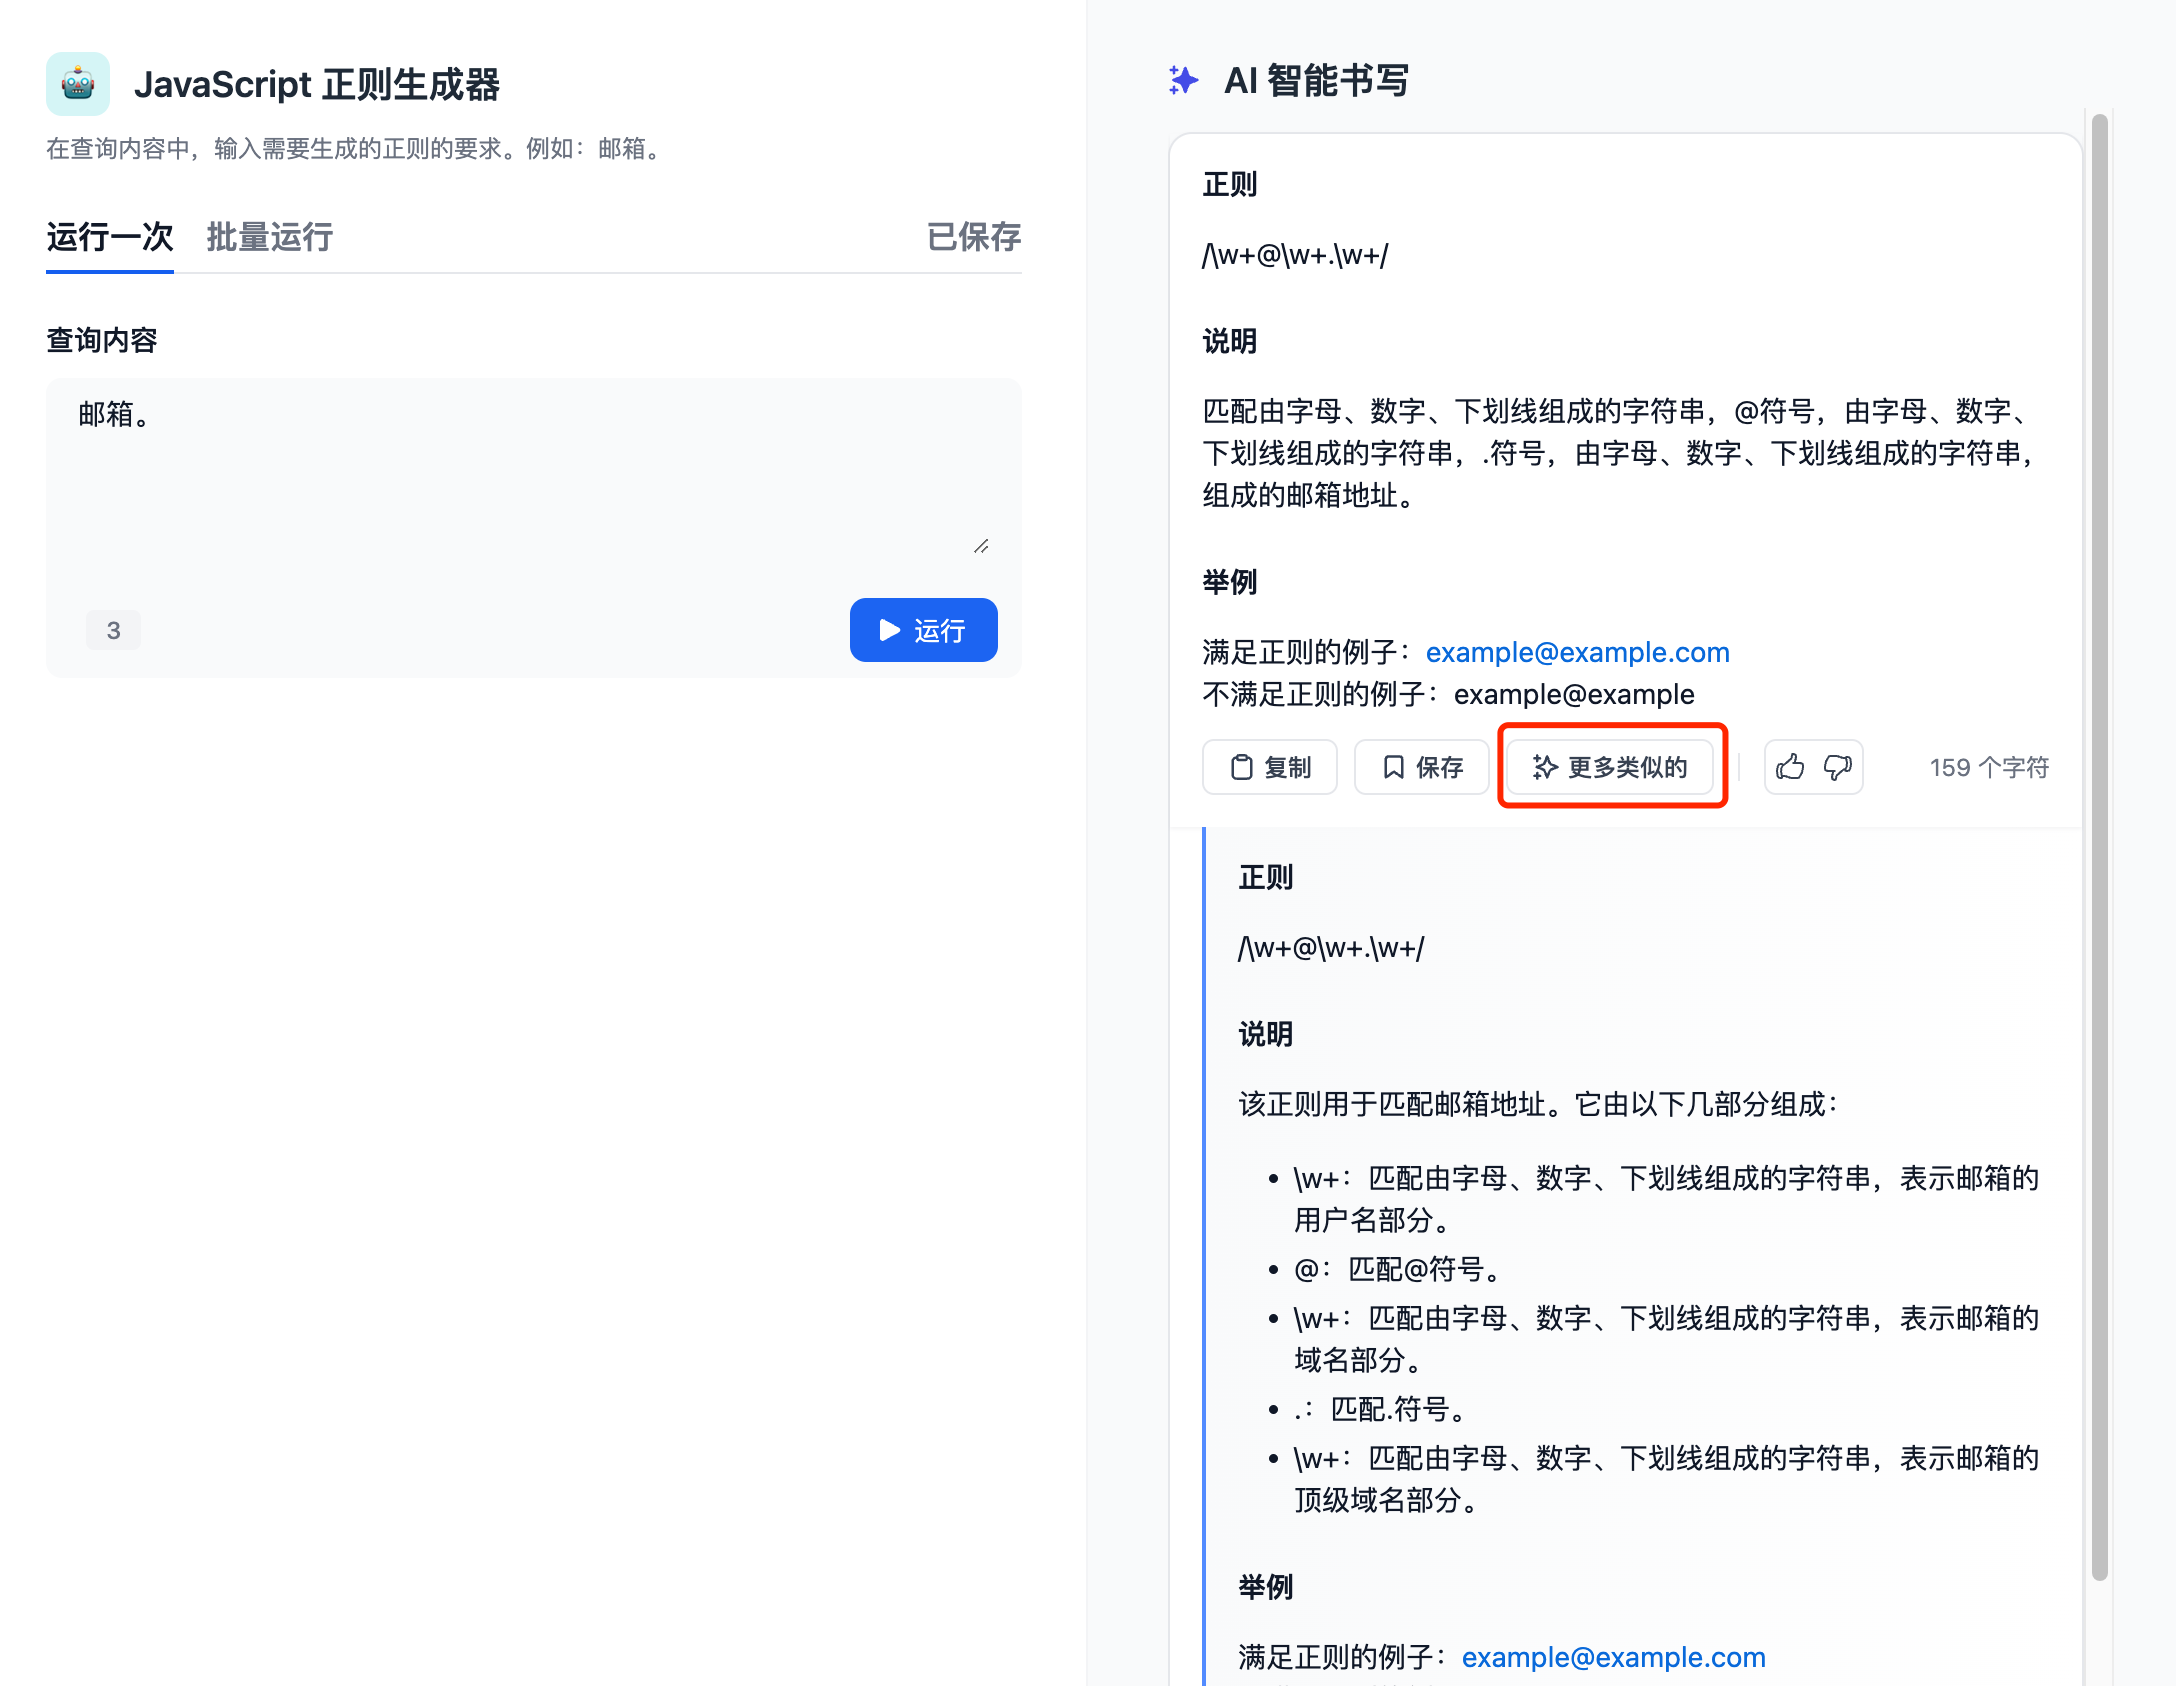 JavaScript 正则生成器
在查询内容中，输入需要生成的正则的要求。例如：邮箱。
运行一次 批量运行 已保存
查询内容
邮箱。
3
运行
AI 智能书写
正则
/\w+@\w+.\w+/
说明
匹配由字母、数字、下划线组成的字符串，@符号，由字母、数字、
下划线组成的字符串，.符号，由字母、数字、下划线组成的字符串，
组成的邮箱地址。
举例
满足正则的例子：example@example.com
不满足正则的例子：example@example
复制 保存 更多类似的 159 个字符
正则
/\w+@\w+.\w+/
说明
该正则用于匹配邮箱地址。它由以下几部分组成：
• \w+：匹配由字母、数字、下划线组成的字符串，表示邮箱的
用户名部分。
• @：匹配@符号。
• \w+：匹配由字母、数字、下划线组成的字符串，表示邮箱的
域名部分。
• .：匹配.符号。
• \w+：匹配由字母、数字、下划线组成的字符串，表示邮箱的
顶级域名部分。
举例
满足正则的例子：example@example.com